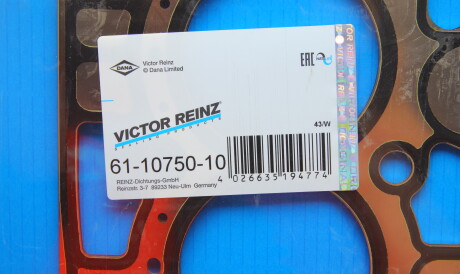 DANA
Victor Reinz
© Dana Limited
EAC
VICTOR REINZ
43/W
61-10750-10
REINZ-Dichtungs-GmbH
Reinzstr. 3-7 89233 Neu-Ulm Germany
4 026635 194774